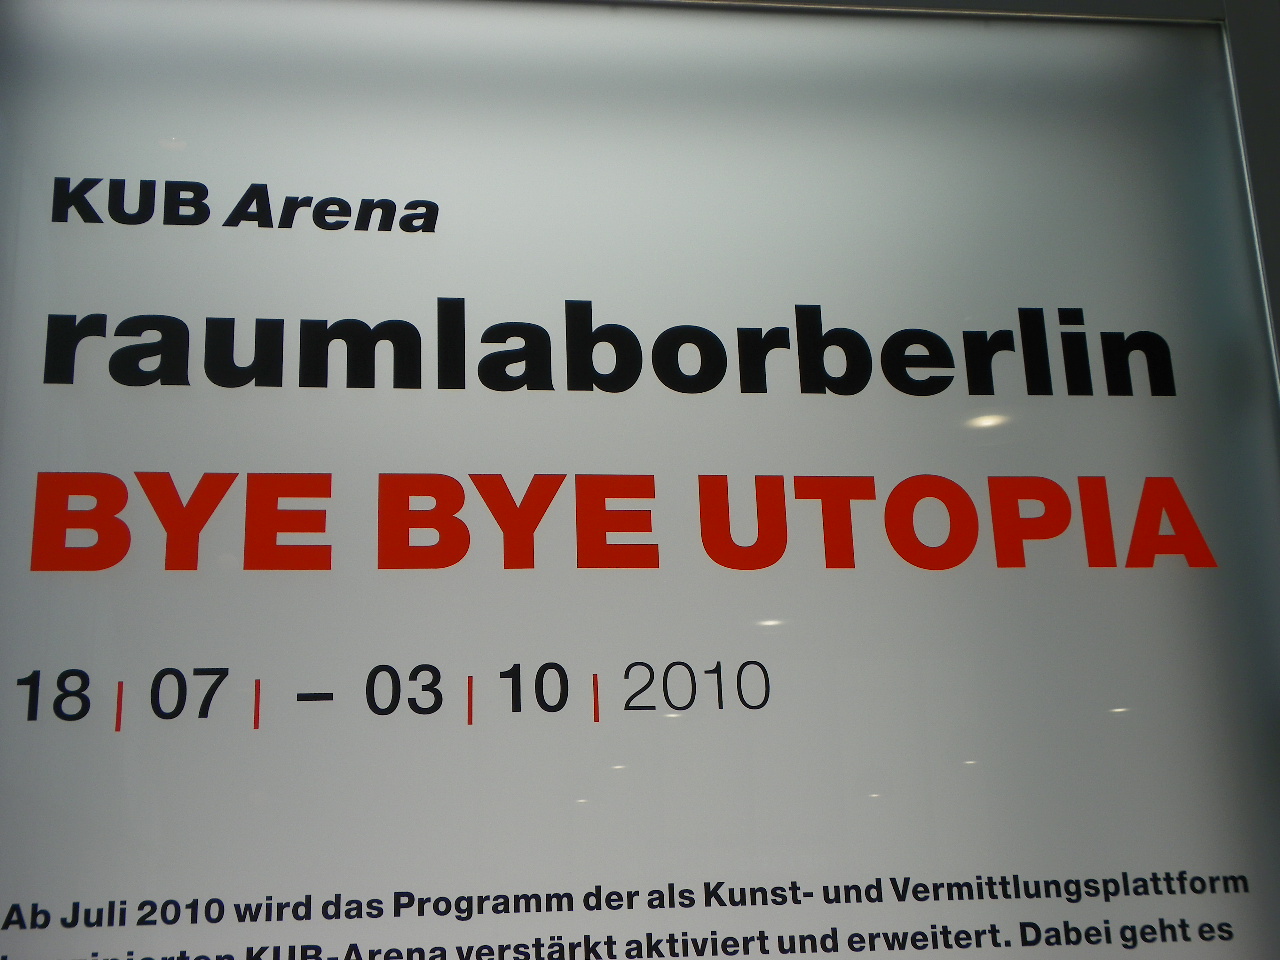 KUB Arena
raumlaborberlin
BYE BYE UTOPIA
18 | 07 | – 03 | 10 | 2010
Ab Juli 2010 wird das Programm der als Kunst- und Vermittlungsplattform
KUB-Arena verstärkt aktiviert und erweitert. Dabei geht es